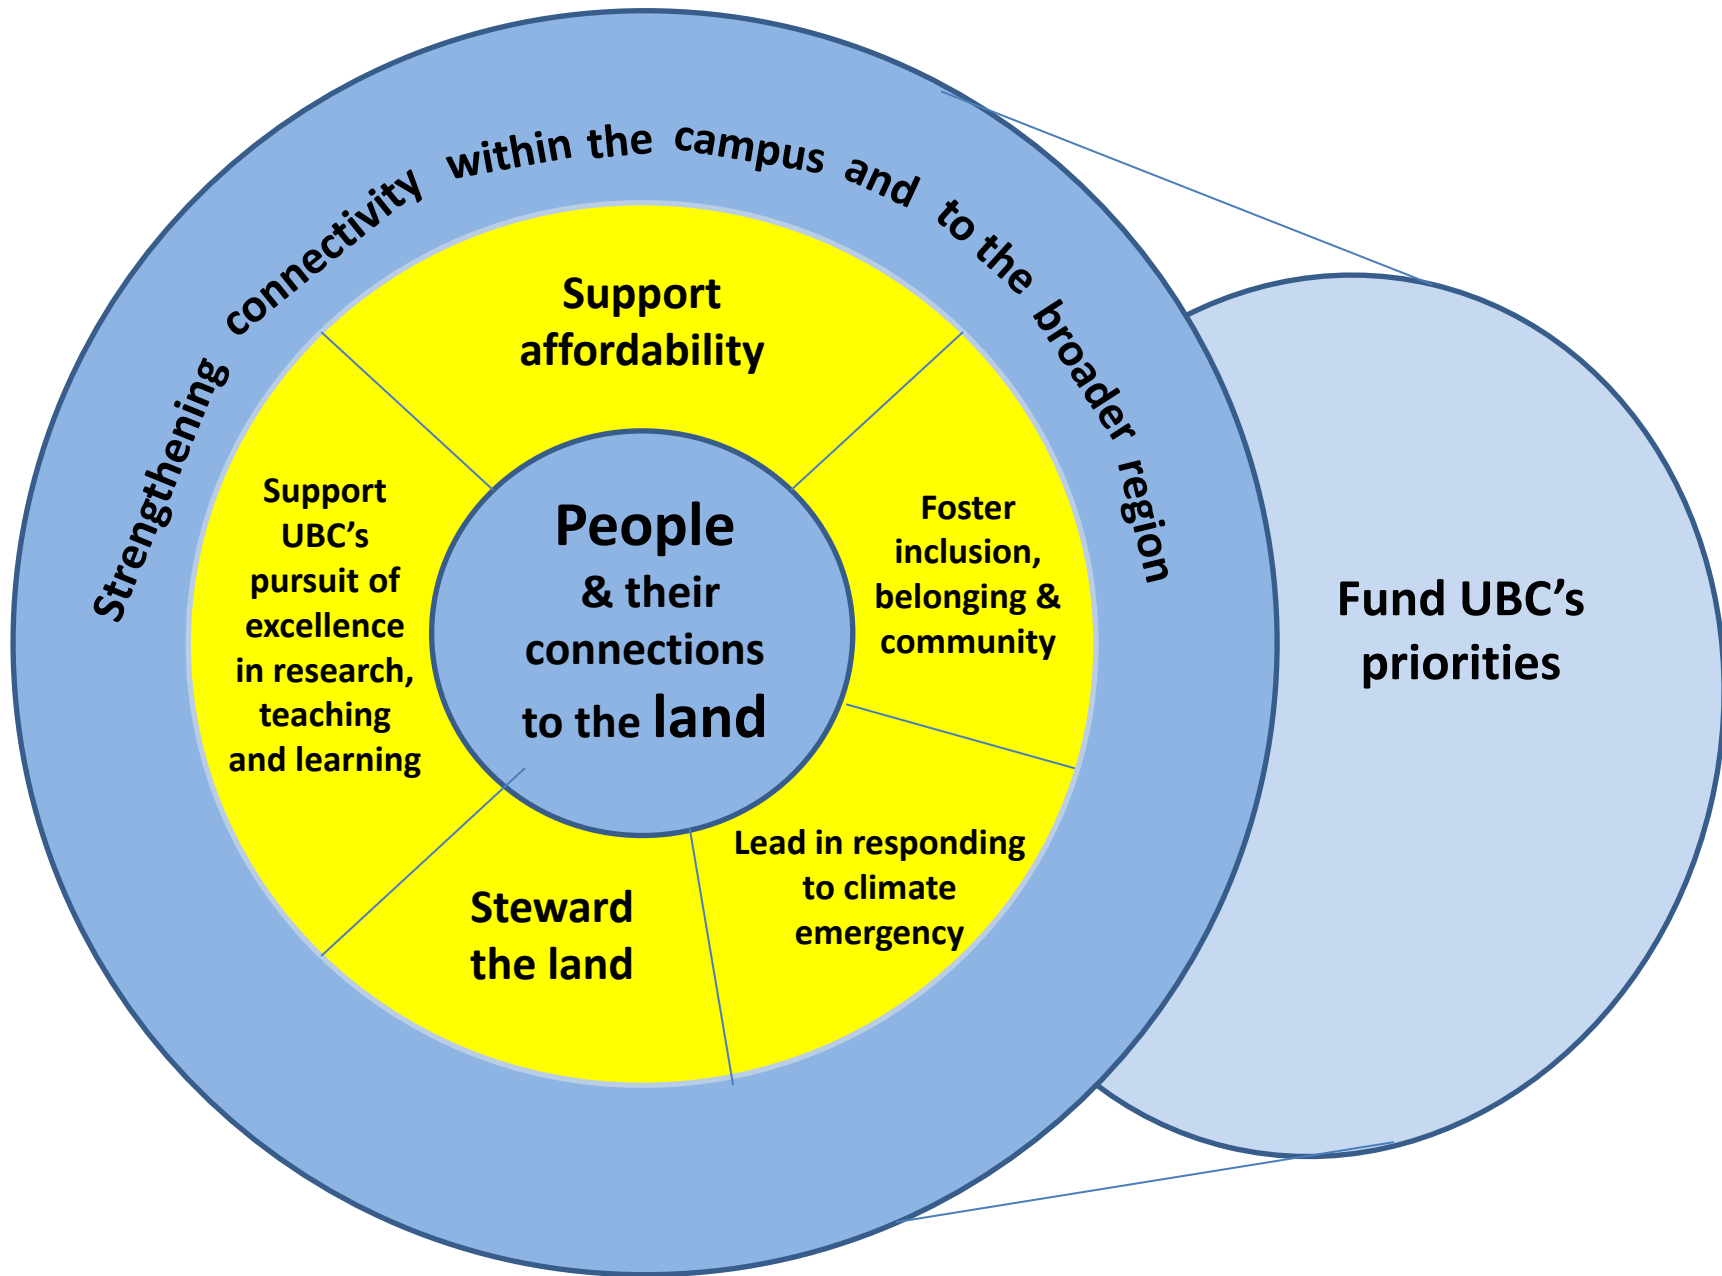 Strengthening connectivity within the campus and to the broader region
Support
affordability
Support
UBC’s
pursuit of
excellence
in research,
teaching
and learning
People
& their
connections
to the land
Foster
inclusion,
belonging &
community
Lead in responding
to climate
emergency
Steward
the land
Fund UBC’s
priorities